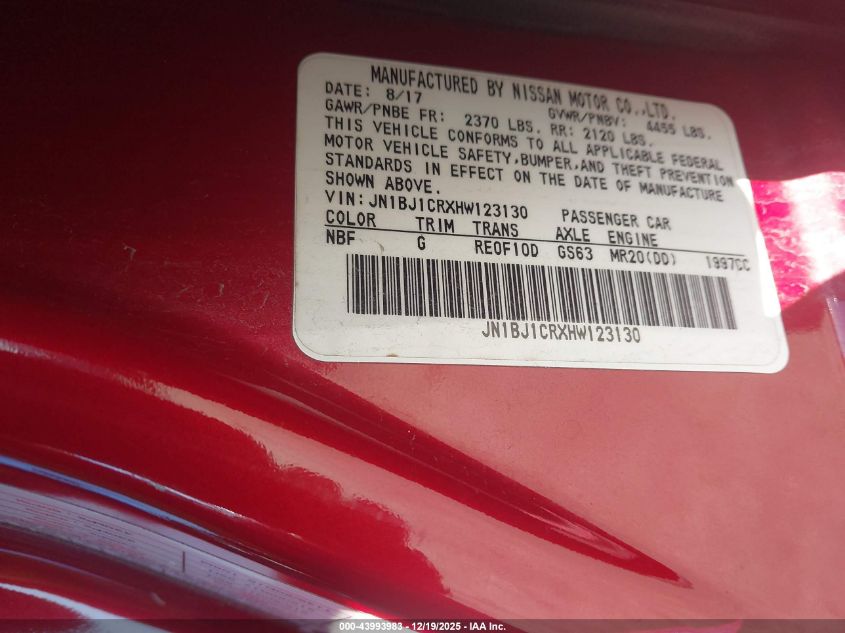 MANUFACTURED BY NISSAN MOTOR CO.,LTD.
DATE: 8/17 GVWR/PNBV: 4455 LBS.
GAWR/PNBE FR: 2370 LBS. RR: 2120 LBS.
THIS VEHICLE CONFORMS TO ALL APPLICABLE FEDERAL
MOTOR VEHICLE SAFETY,BUMPER,AND THEFT PREVENTION
STANDARDS IN EFFECT ON THE DATE OF MANUFACTURE
SHOWN ABOVE.
VIN:JN1BJ1CRXHW123130 PASSENGER CAR
COLOR TRIM TRANS AXLE ENGINE
NBF G RE0F10D GS63 MR20(DD) 1997CC
JN1BJ1CRXHW123130
000-43993983 - 12/19/2025 - IAA Inc.